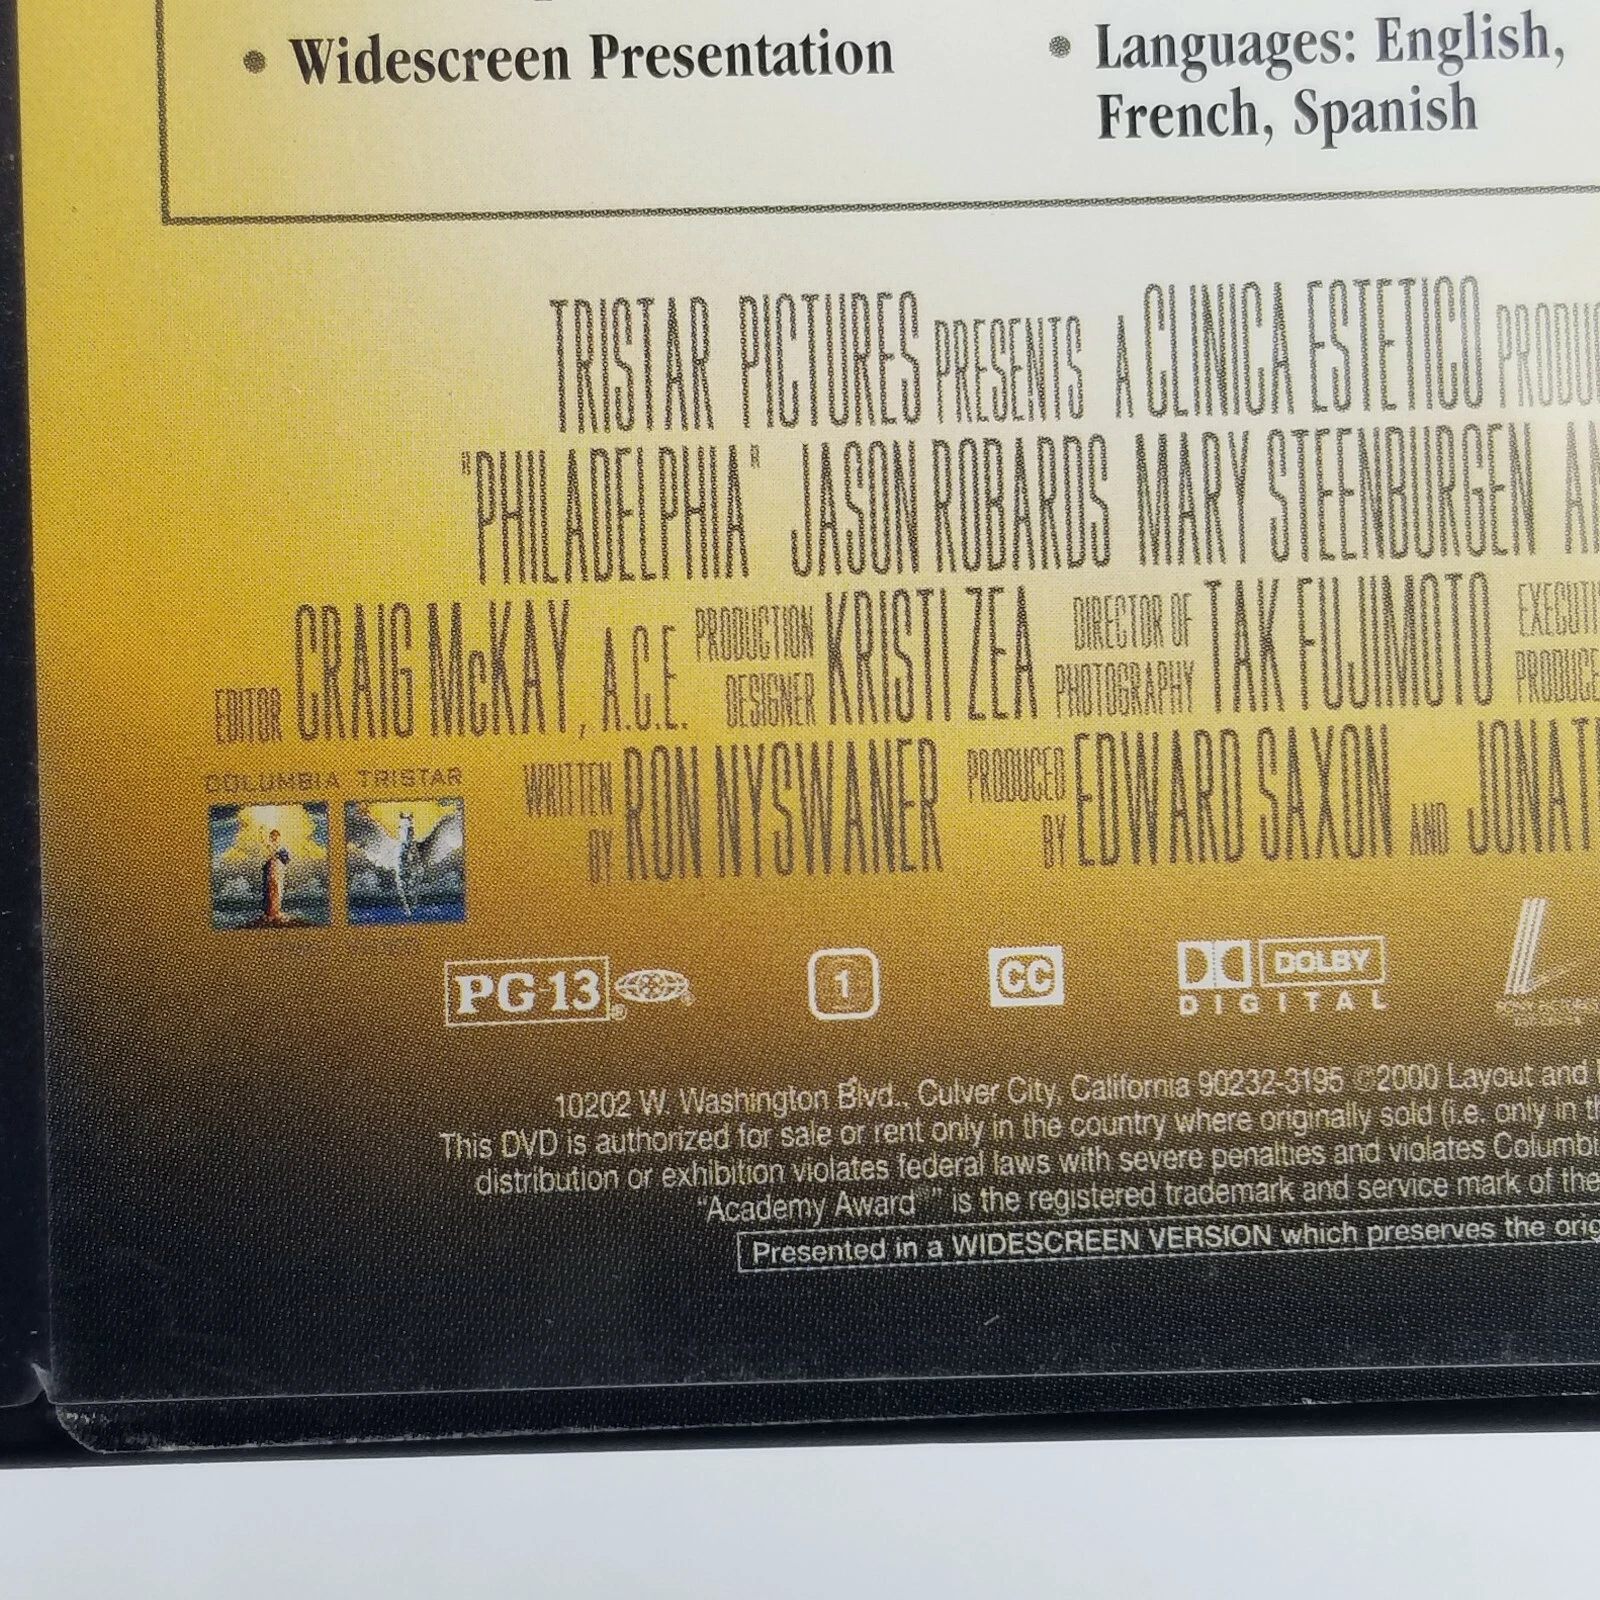 • Widescreen Presentation
• Languages: English,
French, Spanish
TRISTAR PICTURES PRESENTS A CLINICA ESTETICO
"PHILADELPHIA" JASON ROBARDS MARY STEENBURGEN
EDITOR CRAIG McKAY, A.C.E. PRODUCTION DESIGNER KRISTI ZEA DIRECTOR OF PHOTOGRAPHY TAK FUJIMOTO
WRITTEN BY RON NYSWANER PRODUCED BY EDWARD SAXON AND
COLUMBIA TRISTAR
PG-13 ® 1 CC DOLBY
DIGITAL
10202 W. Washington Blvd., Culver City, California 90232-3195 ©2000 Layout and
This DVD is authorized for sale or rent only in the country where originally sold (i.e. only in
distribution or exhibition violates federal laws with severe penalties and violates
"Academy Award®" is the registered trademark and service mark of the
Presented in a WIDESCREEN VERSION which preserves the